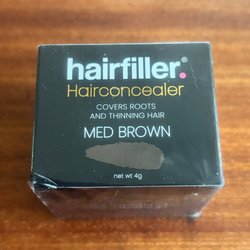 hairfiller.
Hairconcealer
COVERS ROOTS
AND THINNING HAIR
MED BROWN
net wt 4g